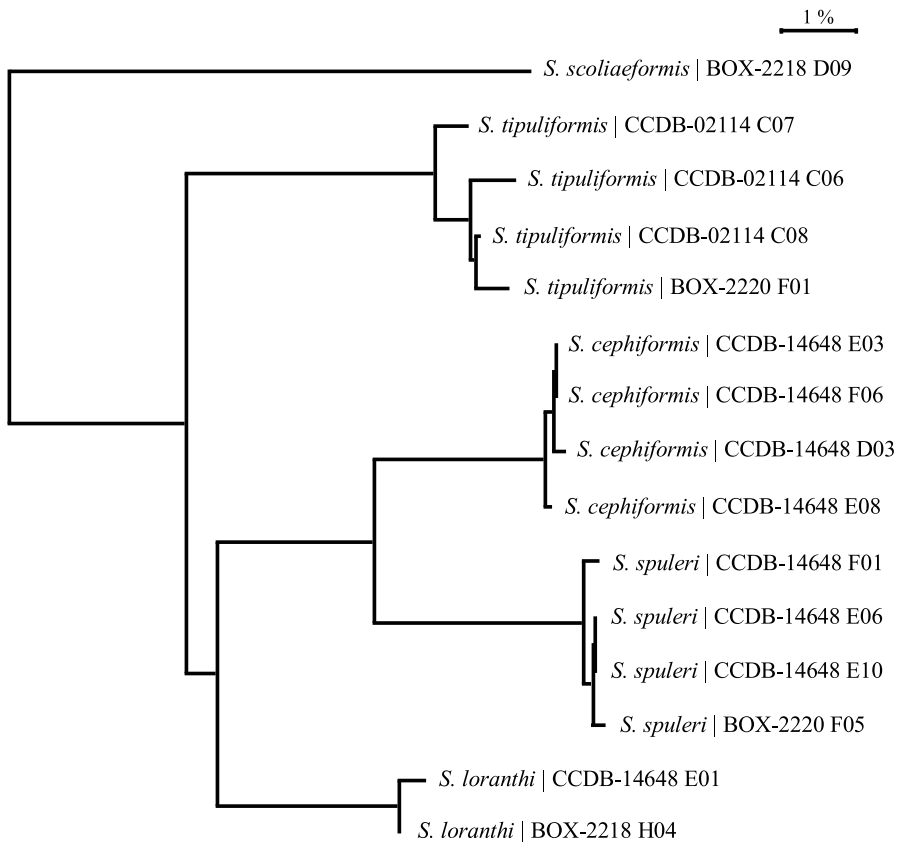 1 %
S. scoliaeformis | BOX-2218 D09
S. tipuliformis | CCDB-02114 C07
S. tipuliformis | CCDB-02114 C06
S. tipuliformis | CCDB-02114 C08
S. tipuliformis | BOX-2220 F01
S. cephiformis | CCDB-14648 E03
S. cephiformis | CCDB-14648 F06
S. cephiformis | CCDB-14648 D03
S. cephiformis | CCDB-14648 E08
S. spuleri | CCDB-14648 F01
S. spuleri | CCDB-14648 E06
S. spuleri | CCDB-14648 E10
S. spuleri | BOX-2220 F05
S. loranthi | CCDB-14648 E01
S. loranthi | BOX-2218 H04